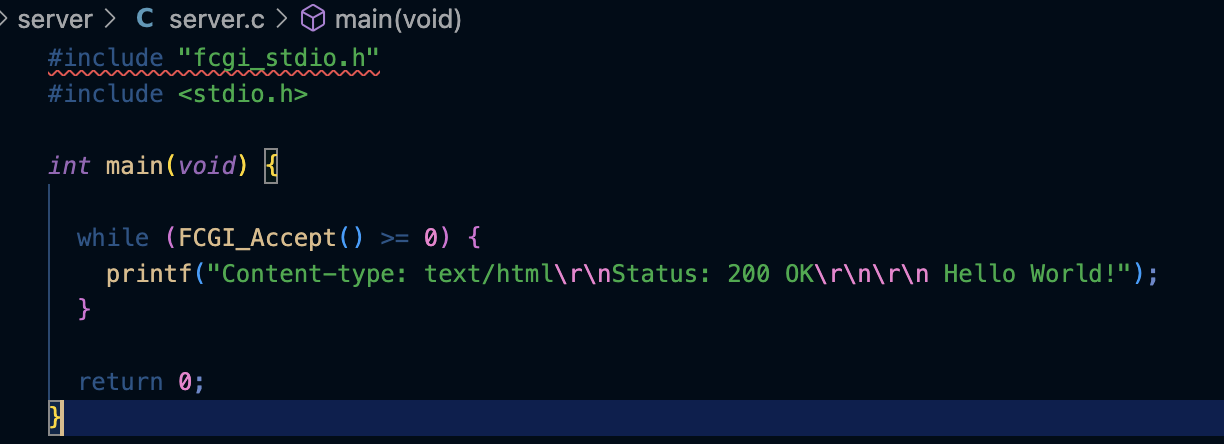 server > C server.c > main(void)
#include "fcgi_stdio.h"
#include <stdio.h>
int main(void) {
while (FCGI_Accept() >= 0) {
printf("Content-type: text/html\r\nStatus: 200 OK\r\n\r\n Hello World!");
}
return 0;
}